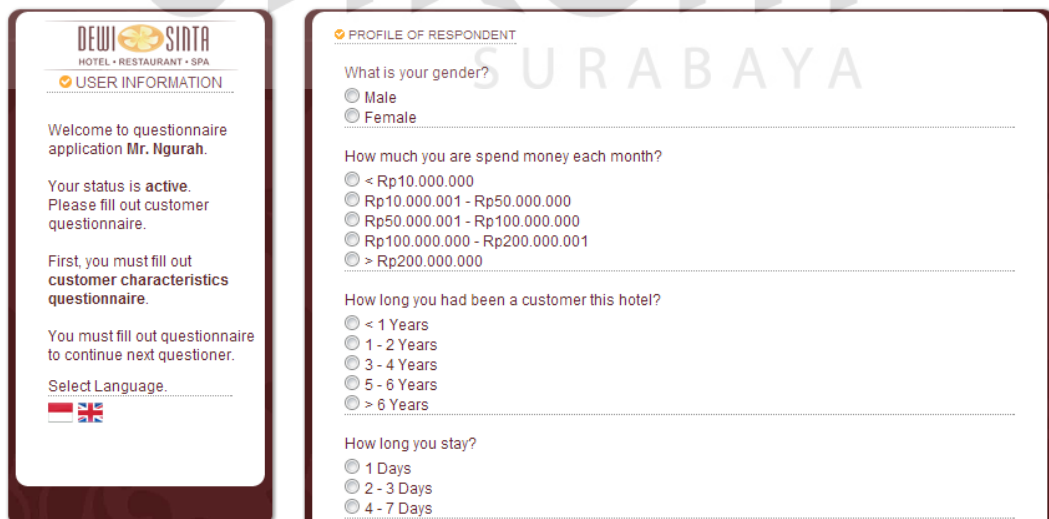 DEWI SINTA
HOTEL • RESTAURANT • SPA
USER INFORMATION
Welcome to questionnaire
application Mr. Ngurah.
Your status is active.
Please fill out customer
questionnaire.
First, you must fill out
customer characteristics
questionnaire.
You must fill out questionnaire
to continue next questioner.
Select Language.
PROFILE OF RESPONDENT
SURABAYA
What is your gender?
Male
Female
How much you are spend money each month?
< Rp10.000.000
Rp10.000.001 - Rp50.000.000
Rp50.000.001 - Rp100.000.000
Rp100.000.000 - Rp200.000.001
> Rp200.000.000
How long you had been a customer this hotel?
< 1 Years
1 - 2 Years
3 - 4 Years
5 - 6 Years
> 6 Years
How long you stay?
1 Days
2 - 3 Days
4 - 7 Days